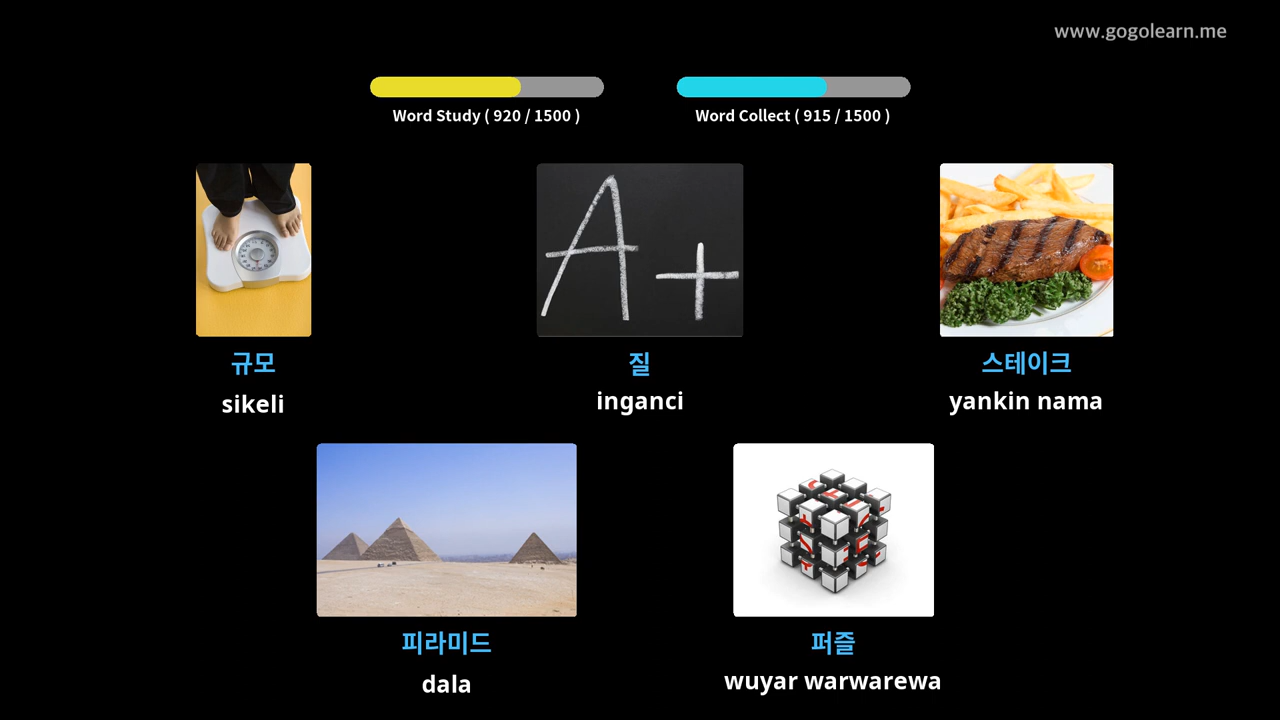 www.gogolearn.me
Word Study ( 920 / 1500 )
Word Collect ( 915 / 1500 )
A+
규모
sikeli
질
inganci
스테이크
yankin nama
피라미드
dala
퍼즐
wuyar warwarewa